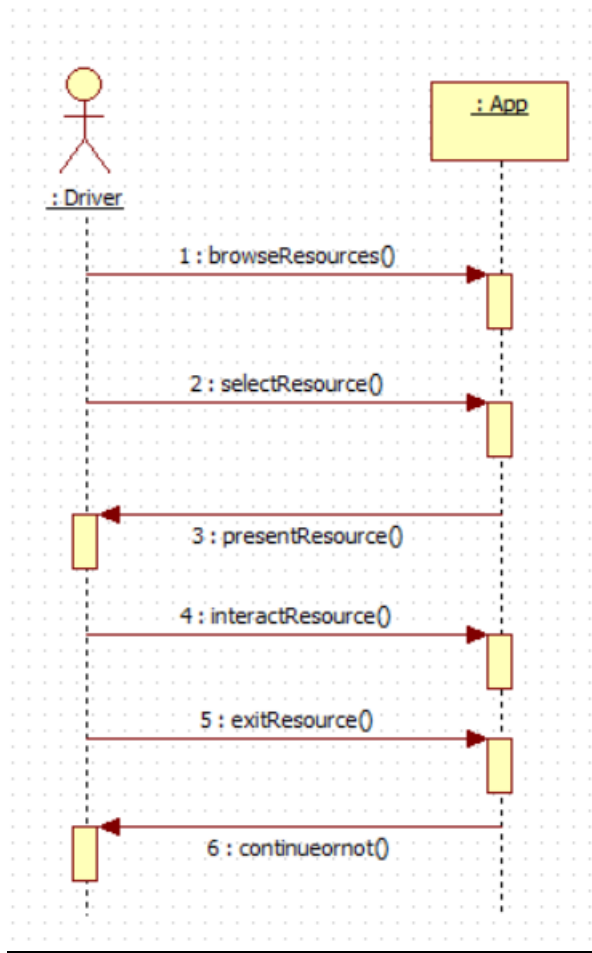 : App
: Driver
1 : browseResources()
2 : selectResource()
3 : presentResource()
4 : interactResource()
5 : exitResource()
6 : continueornot()